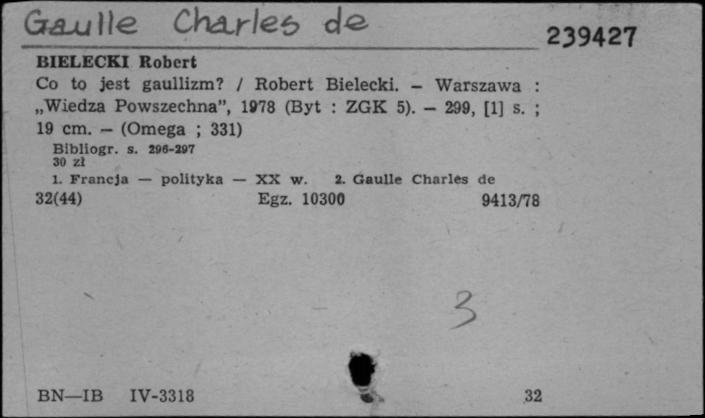 Gaulle Charles de
239427
BIELECKI Robert
Co to jest gaullizm? / Robert Bielecki. — Warszawa :
„Wiedza Powszechna”, 1978 (Byt : ZGK 5). — 299, [1] s. ;
19 cm. — (Omega ; 331)
Bibliogr. s. 296-297
30 zł
1. Francja — polityka — XX w. 2. Gaulle Charles de
32(44) Egz. 10300 9413/78
3
BN—IB IV-3318 32